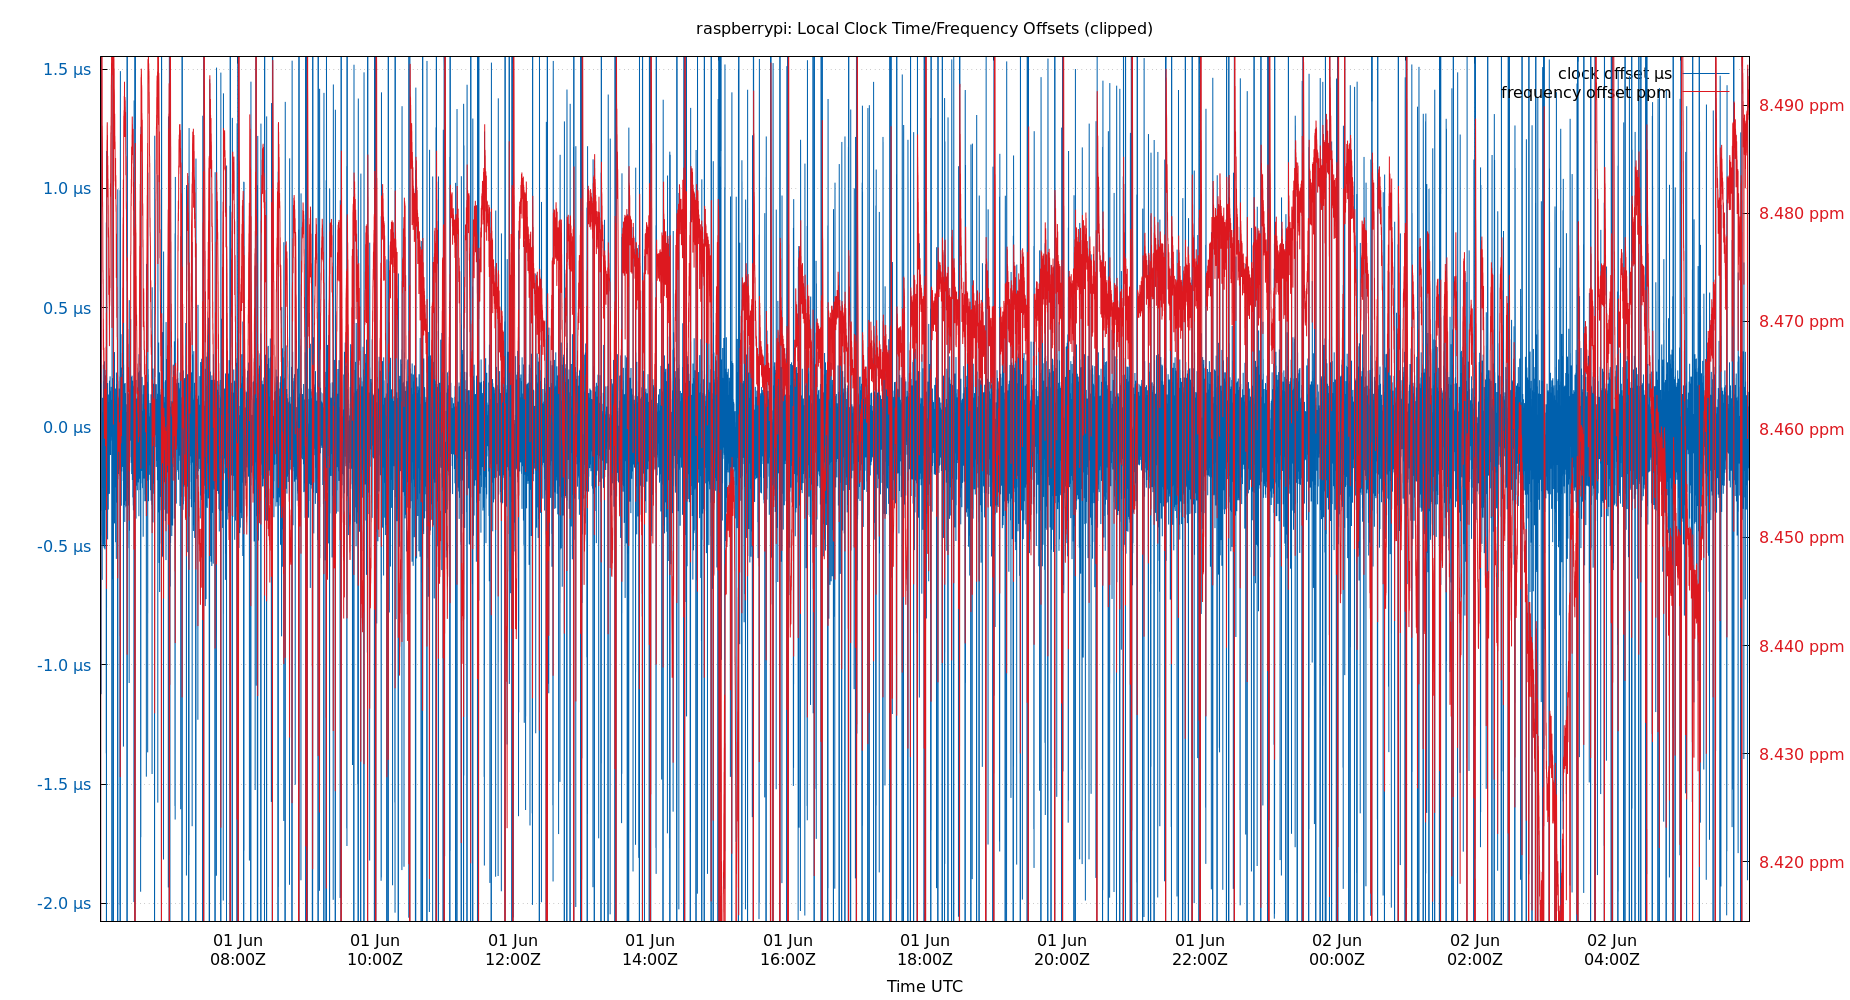 raspberrypi: Local Clock Time/Frequency Offsets (clipped)
clock offset µs
frequency offset ppm
1.5 µs
1.0 µs
0.5 µs
0.0 µs
-0.5 µs
-1.0 µs
-1.5 µs
-2.0 µs
8.490 ppm
8.480 ppm
8.470 ppm
8.460 ppm
8.450 ppm
8.440 ppm
8.430 ppm
8.420 ppm
01 Jun 01 Jun 01 Jun 01 Jun 01 Jun 01 Jun 01 Jun 01 Jun 02 Jun 02 Jun 02 Jun
08:00Z 10:00Z 12:00Z 14:00Z 16:00Z 18:00Z 20:00Z 22:00Z 00:00Z 02:00Z 04:00Z
Time UTC